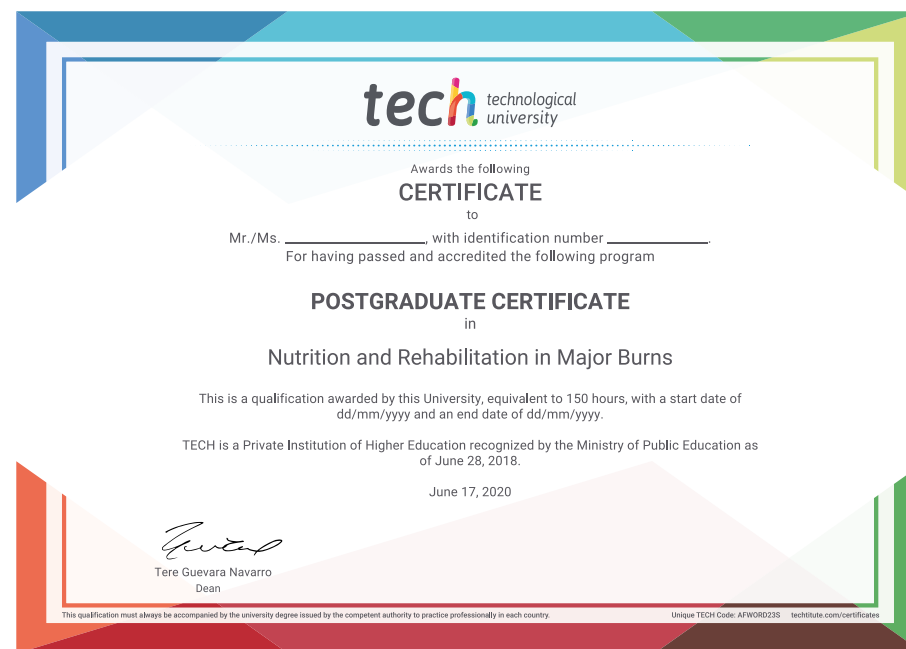 tech technological
university
Awards the following
CERTIFICATE
to
Mr./Ms. ____________________, with identification number ______________.
For having passed and accredited the following program
POSTGRADUATE CERTIFICATE
in
Nutrition and Rehabilitation in Major Burns
This is a qualification awarded by this University, equivalent to 150 hours, with a start date of
dd/mm/yyyy and an end date of dd/mm/yyyy.
TECH is a Private Institution of Higher Education recognized by the Ministry of Public Education as
of June 28, 2018.
June 17, 2020
Tere Guevara Navarro
Dean
This qualification must always be accompanied by the university degree issued by the competent authority to practice professionally in each country.
Unique TECH Code: AFWORD23S techtitute.com/certificates